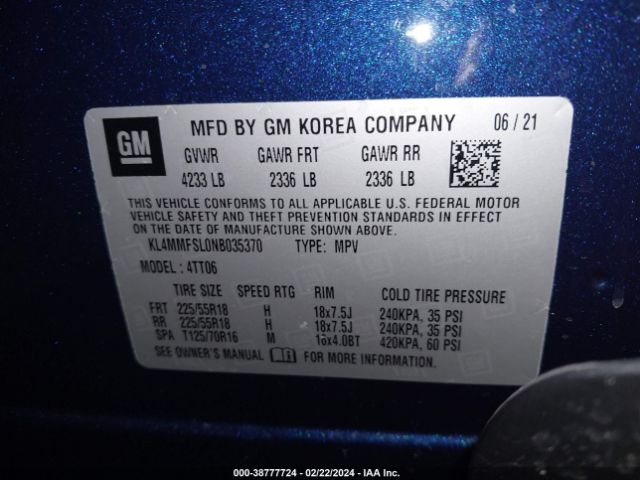 GM MFD BY GM KOREA COMPANY 06 / 21
GVWR GAWR FRT GAWR RR
4233 LB 2336 LB 2336 LB
THIS VEHICLE CONFORMS TO ALL APPLICABLE U.S. FEDERAL MOTOR
VEHICLE SAFETY AND THEFT PREVENTION STANDARDS IN EFFECT ON
THE DATE OF MANUFACTURE SHOWN ABOVE.
KL4MMFSL0NB035370 TYPE: MPV
MODEL: 4TT06
TIRE SIZE SPEED RTG RIM COLD TIRE PRESSURE
FRT 225/55R18 H 18x7.5J 240KPA, 35 PSI
RR 225/55R18 H 18x7.5J 240KPA, 35 PSI
SPA T125/70R16 M 16x4.0BT 420KPA, 60 PSI
SEE OWNER'S MANUAL FOR MORE INFORMATION.
000-38777724 - 02/22/2024 - IAA Inc.